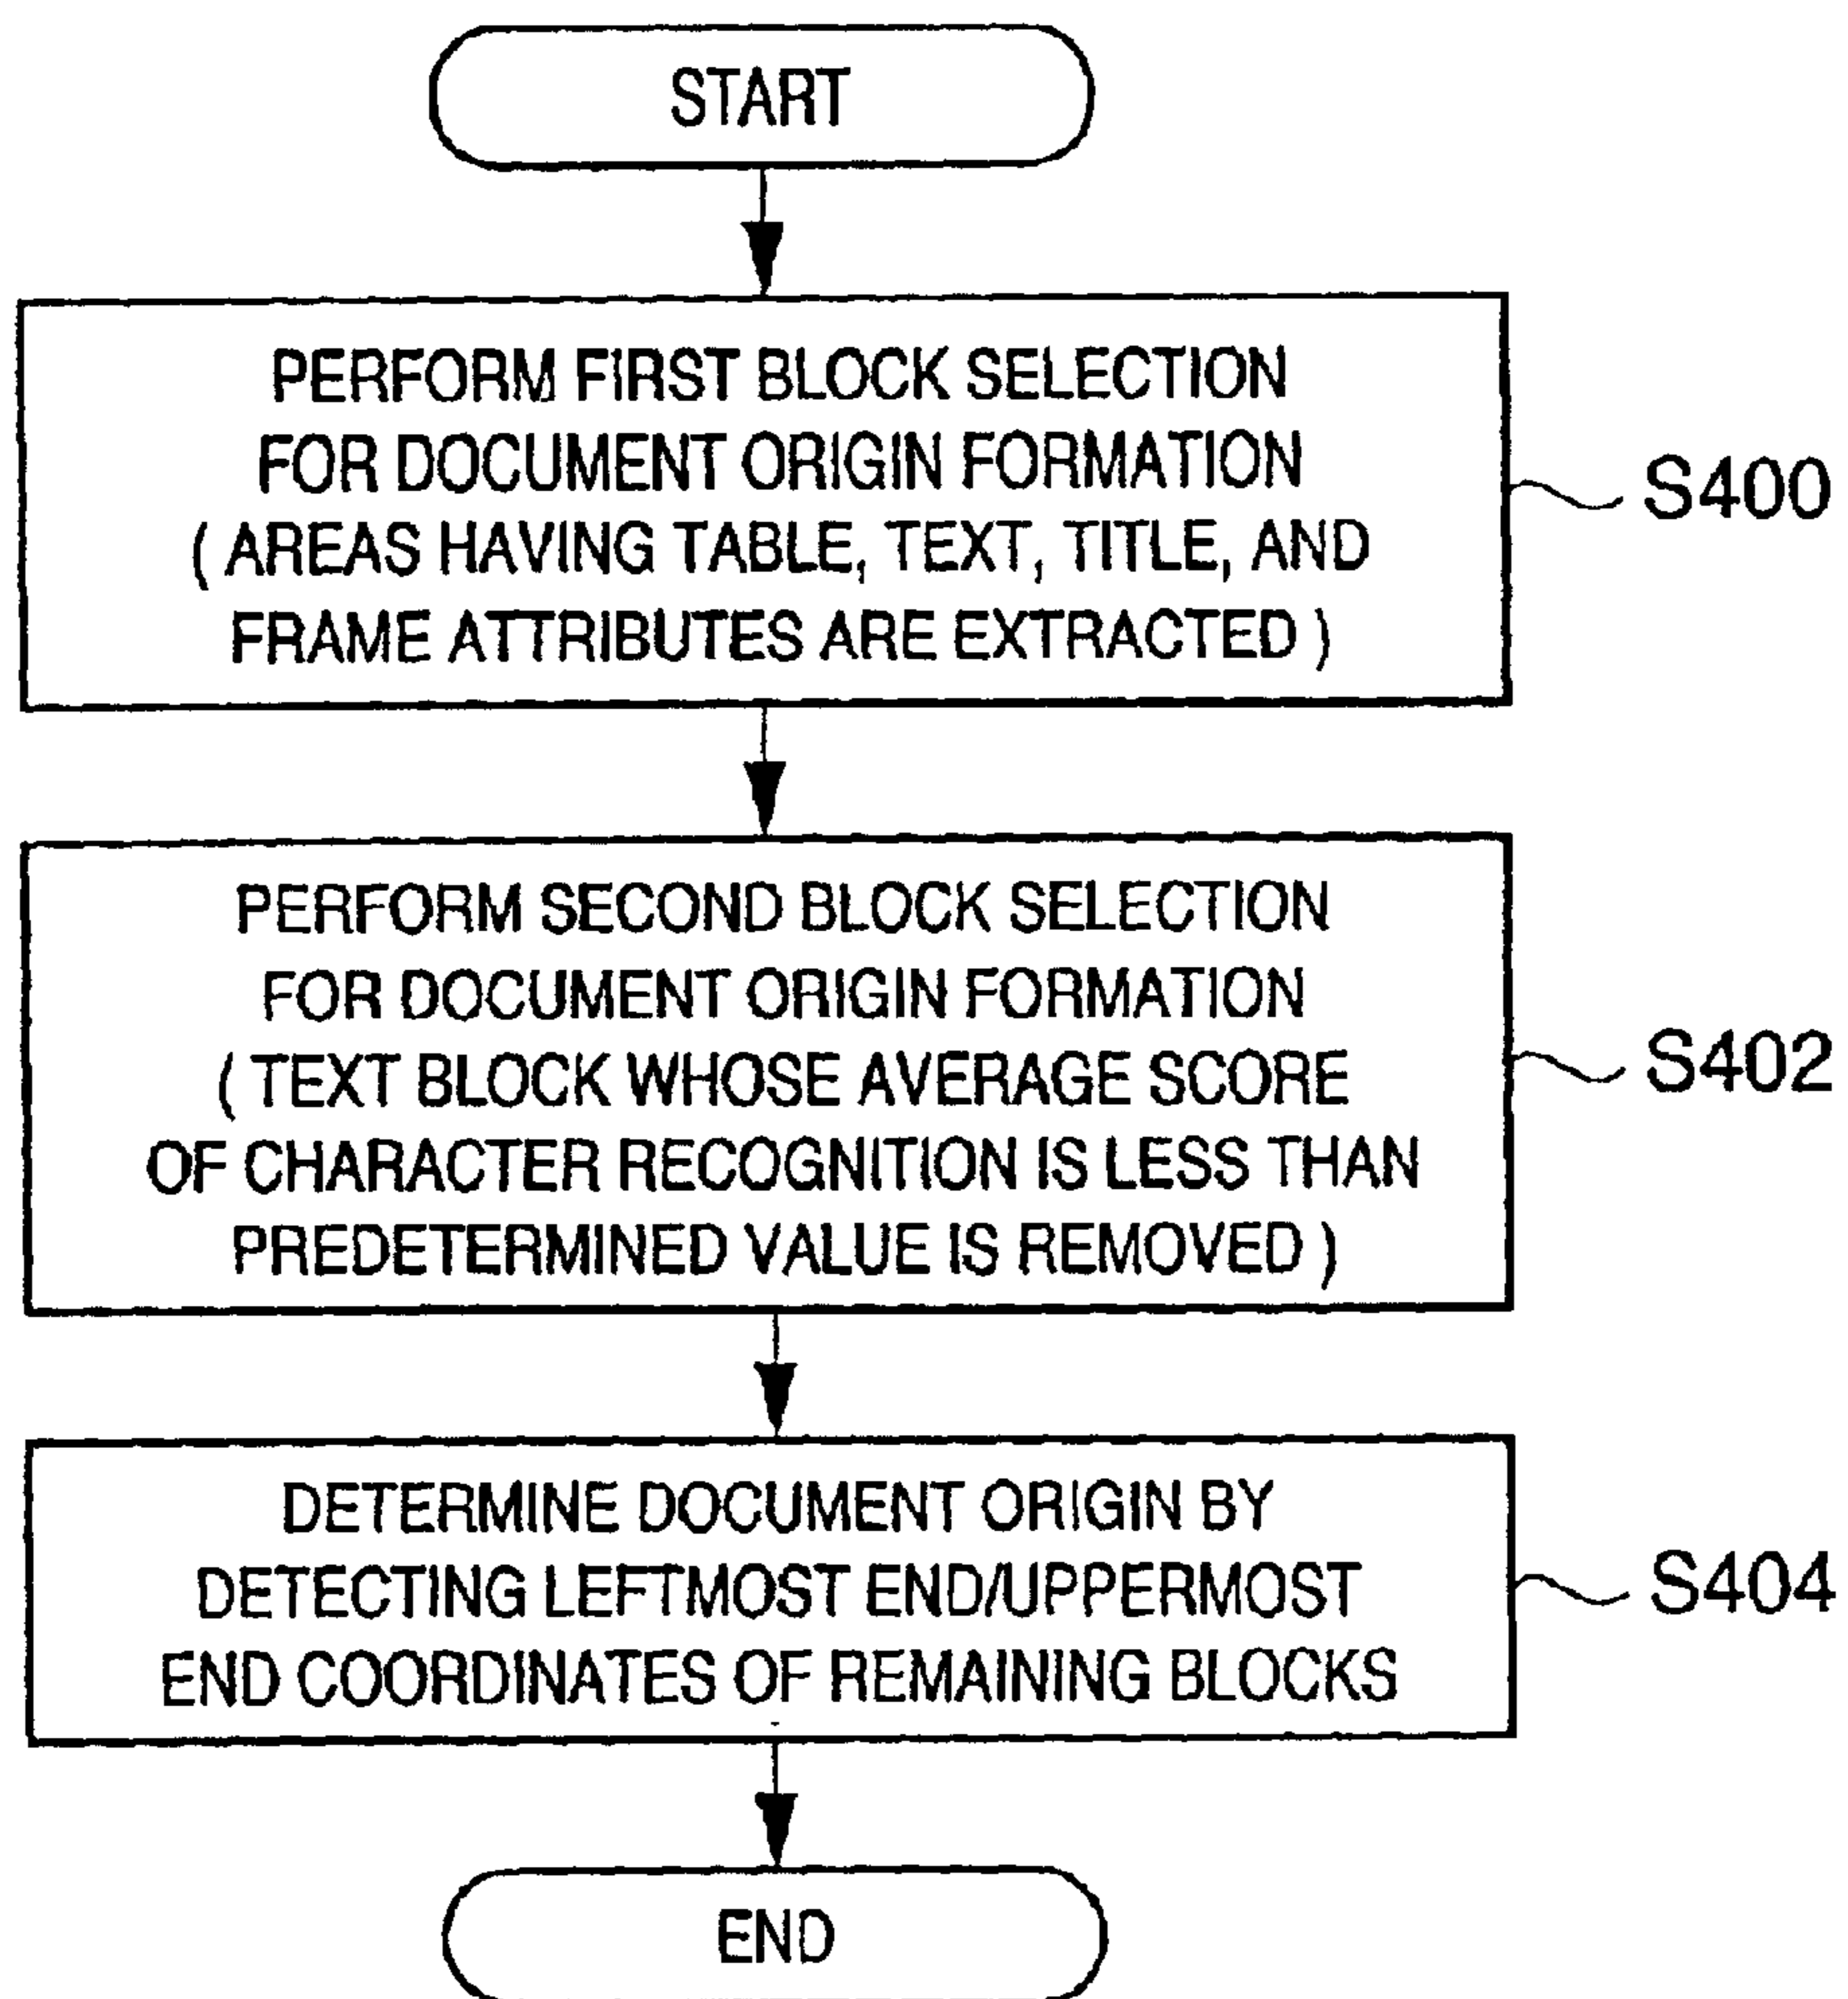 START
PERFORM FIRST BLOCK SELECTION
FOR DOCUMENT ORIGIN FORMATION
( AREAS HAVING TABLE, TEXT, TITLE, AND
FRAME ATTRIBUTES ARE EXTRACTED )
S400
PERFORM SECOND BLOCK SELECTION
FOR DOCUMENT ORIGIN FORMATION
( TEXT BLOCK WHOSE AVERAGE SCORE
OF CHARACTER RECOGNITION IS LESS THAN
PREDETERMINED VALUE IS REMOVED )
S402
DETERMINE DOCUMENT ORIGIN BY
DETECTING LEFTMOST END/UPPERMOST
END COORDINATES OF REMAINING BLOCKS
S404
END